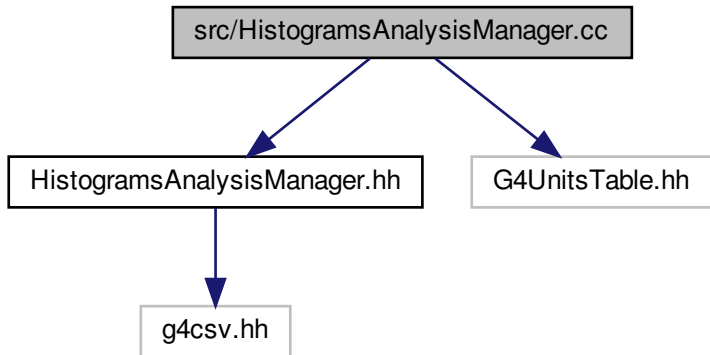 src/HistogramsAnalysisManager.cc
HistogramsAnalysisManager.hh
G4UnitsTable.hh
g4csv.hh